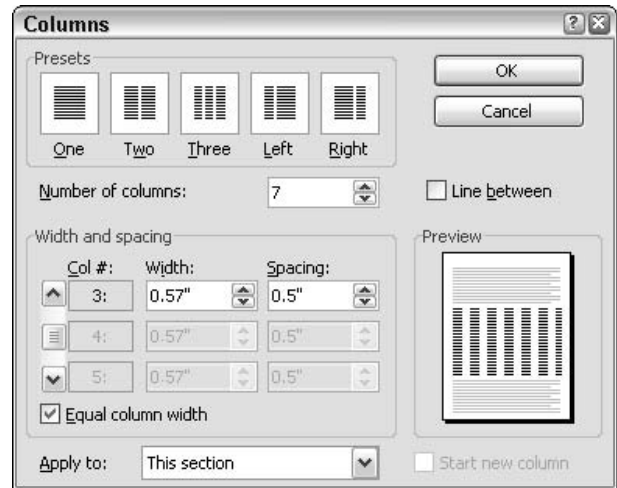 Columns
Presets
OK
Cancel
One Two Three Left Right
Number of columns: 7 Line between
Width and spacing Preview
Col #: Width: Spacing:
3: 0.57" 0.5"
4: 0.57" 0.5"
5: 0.57" 0.5"
Equal column width
Apply to: This section Start new column